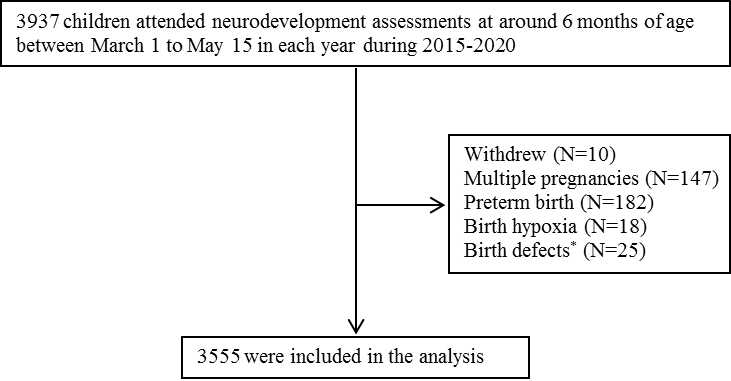 3937 children attended neurodevelopment assessments at around 6 months of age
between March 1 to May 15 in each year during 2015-2020
Withdrew (N=10)
Multiple pregnancies (N=147)
Preterm birth (N=182)
Birth hypoxia (N=18)
Birth defects* (N=25)
3555 were included in the analysis